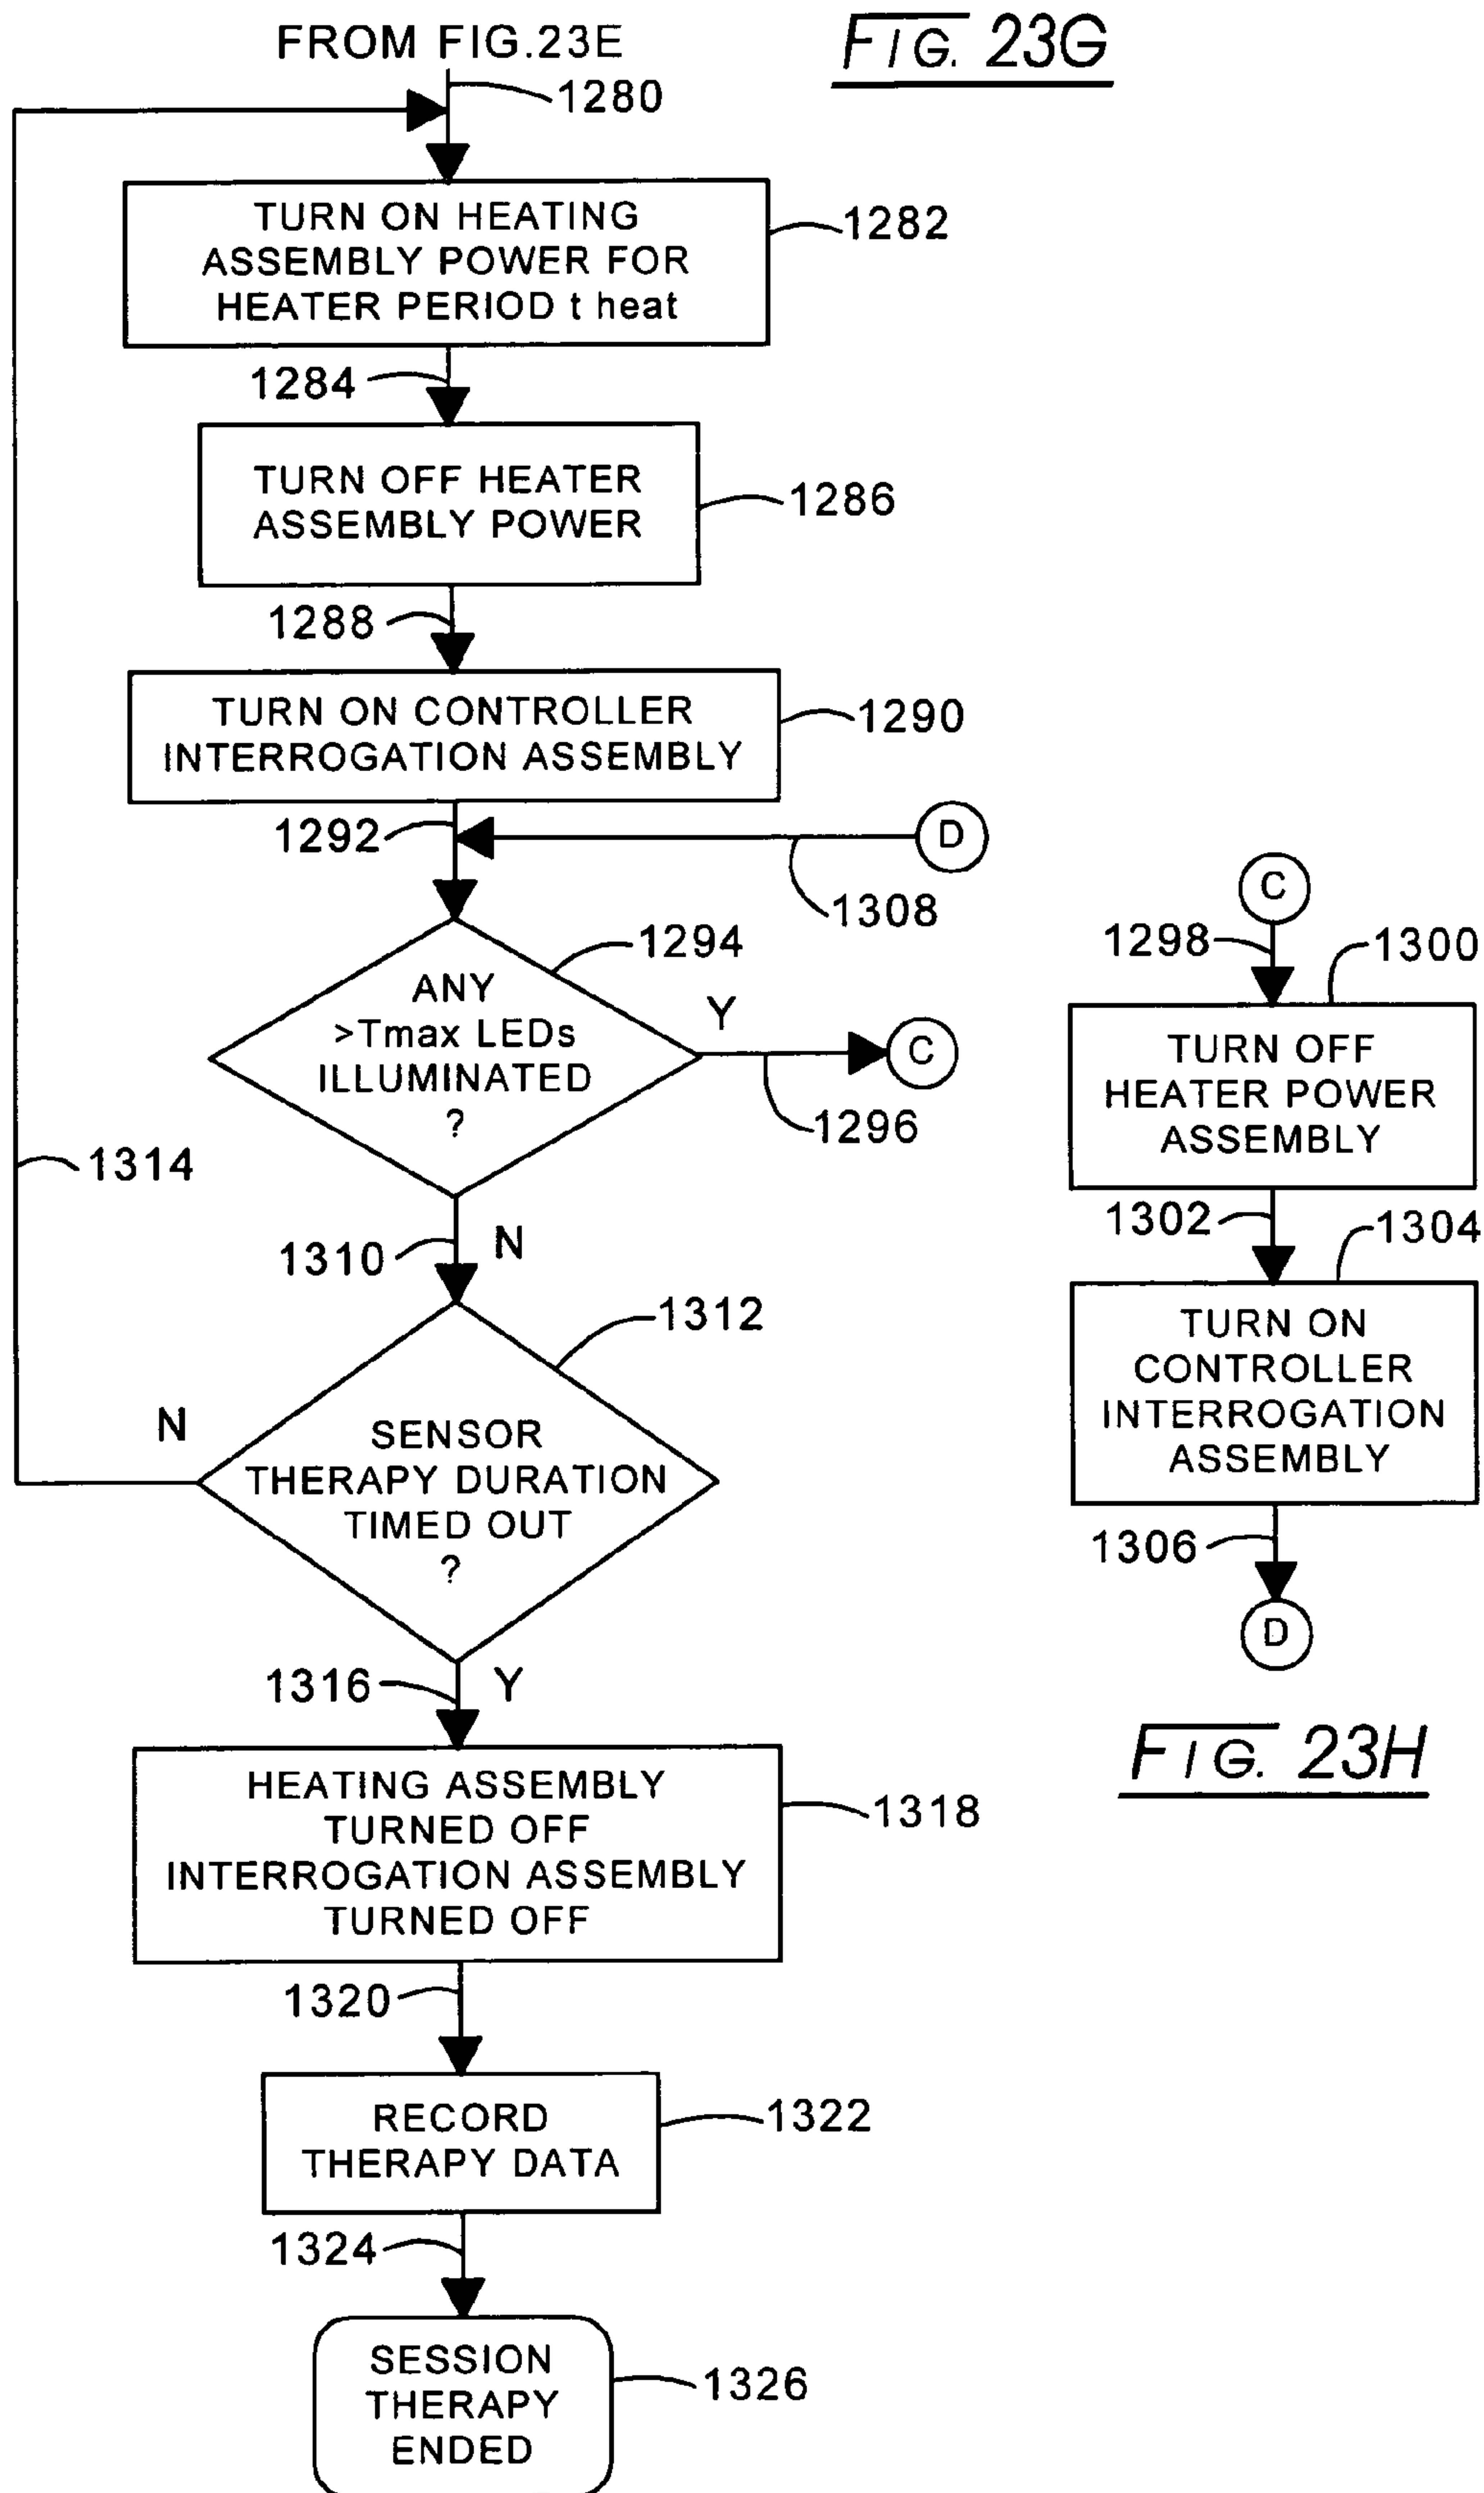 FROM FIG.23E
FIG. 23G
1280
TURN ON HEATING
ASSEMBLY POWER FOR
HEATER PERIOD t heat
1282
1284
TURN OFF HEATER
ASSEMBLY POWER
1286
1288
TURN ON CONTROLLER
INTERROGATION ASSEMBLY
1290
1292
D
1308
ANY
>Tmax LEDs
ILLUMINATED
?
1294
Y
C
1296
1314
1310
N
1312
SENSOR
THERAPY DURATION
TIMED OUT
?
N
1316
Y
HEATING ASSEMBLY
TURNED OFF
INTERROGATION ASSEMBLY
TURNED OFF
1318
1320
RECORD
THERAPY DATA
1322
1324
SESSION
THERAPY
ENDED
1326
C
1298
1300
TURN OFF
HEATER POWER
ASSEMBLY
1302
1304
TURN ON
CONTROLLER
INTERROGATION
ASSEMBLY
1306
D
FIG. 23H